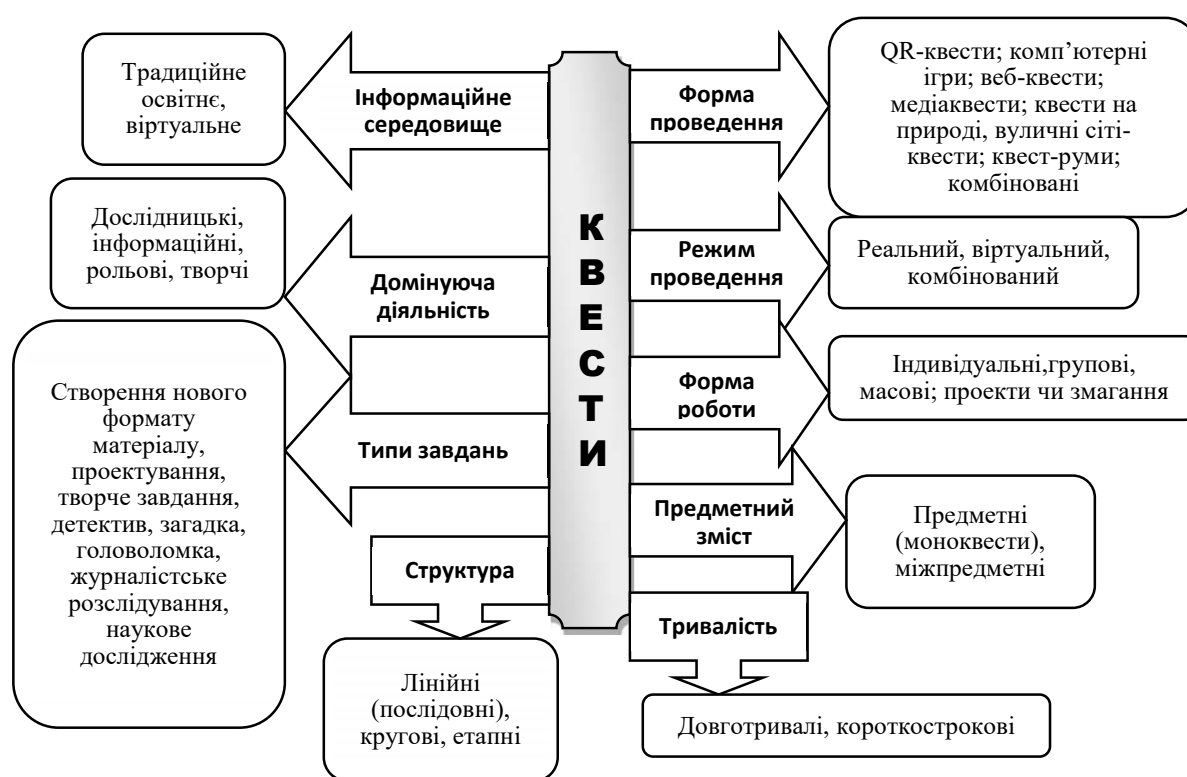 Традиційне
освітнє,
віртуальне
Інформаційне
середовище
Дослідницькі,
інформаційні,
рольові, творчі
Домінуюча
діяльність
Створення нового
формату
матеріалу,
проектування,
творче завдання,
детектив, загадка,
головоломка,
журналістське
розслідування,
наукове
дослідження
Типи завдань
Структура
Лінійні
(послідовні),
кругові, етапні
К
В
Е
С
Т
И
Форма
проведення
QR-квести; комп’ютерні
ігри; веб-квести;
медіаквести; квести на
природі, вуличні сіті-
квести; квест-руми;
комбіновані
Режим
проведення
Реальний, віртуальний,
комбінований
Форма
роботи
Індивідуальні,групові,
масові; проекти чи змагання
Предметний
зміст
Предметні
(моноквести),
міжпредметні
Тривалість
Довготривалі, короткострокові